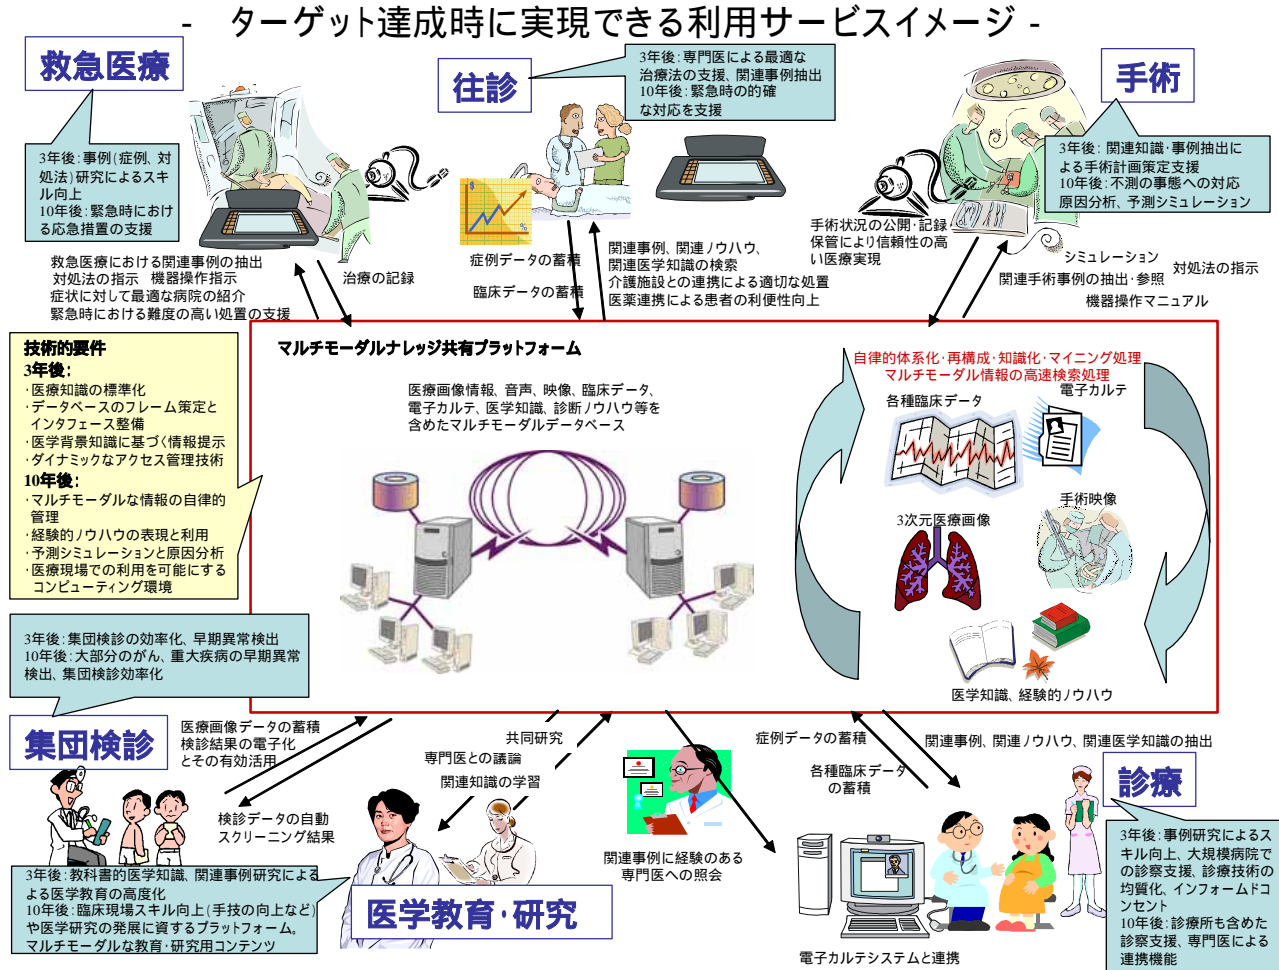 - ターゲット達成時に実現できる利用サービスイメージ -
救急医療
3年後：事例(症例、対
処法)研究によるスキ
ル向上
10年後：緊急時におけ
る応急措置の支援
往診
3年後：専門医による最適な
治療法の支援、関連事例抽出
10年後：緊急時の的確
な対応を支援
手術
3年後：関連知識・事例抽出に
よる手術計画策定支援
10年後：不測の事態への対応
原因分析、予測シミュレーション
救急医療における関連事例の抽出
対処法の指示 機器操作指示
症状に対して最適な病院の紹介
緊急時における難度の高い処置の支援
治療の記録
$
%
症例データの蓄積
臨床データの蓄積
関連事例、関連ノウハウ、
関連医学知識の検索
介護施設との連携による適切な処置
医薬連携による患者の利便性向上
手術状況の公開・記録
保管により信頼性の高
い医療実現
シミュレーション
関連手術事例の抽出・参照
対処法の指示
機器操作マニュアル
技術的要件
3年後：
・医療知識の標準化
・データベースのフレーム策定と
インタフェース整備
・医学背景知識に基づく情報提示
・ダイナミックなアクセス管理技術
10年後：
・マルチモーダルな情報の自律的
管理
・経験的ノウハウの表現と利用
・予測シミュレーションと原因分析
・医療現場での利用を可能にする
コンピューティング環境
マルチモーダルナレッジ共有プラットフォーム
医療画像情報、音声、映像、臨床データ、
電子カルテ、医学知識、診断ノウハウ等を
含めたマルチモーダルデータベース
自律的体系化・再構成・知識化・マイニング処理
マルチモーダル情報の高速検索処理
各種臨床データ
電子カルテ
手術映像
3次元医療画像
医学知識、経験的ノウハウ
3年後：集団検診の効率化、早期異常検出
10年後：大部分のがん、重大疾病の早期異常
検出、集団検診効率化
集団検診
医療画像データの蓄積
検診結果の電子化
とその有効活用
検診データの自動
スクリーニング結果
共同研究
専門医との議論
関連知識の学習
3年後：教科書的医学知識、関連事例研究による
よる医学教育の高度化
10年後：臨床現場スキル向上(手技の向上など)
や医学研究の発展に資するプラットフォーム。
マルチモーダルな教育・研究用コンテンツ
医学教育・研究
関連事例に経験のある
専門医への照会
症例データの蓄積
各種臨床データ
の蓄積
関連事例、関連ノウハウ、関連医学知識の抽出
電子カルテシステムと連携
診療
3年後：事例研究によるス
キル向上、大規模病院で
の診察支援、診療技術の
均質化、インフォームドコ
ンセント
10年後：診療所も含めた
診察支援、専門医による
連携機能